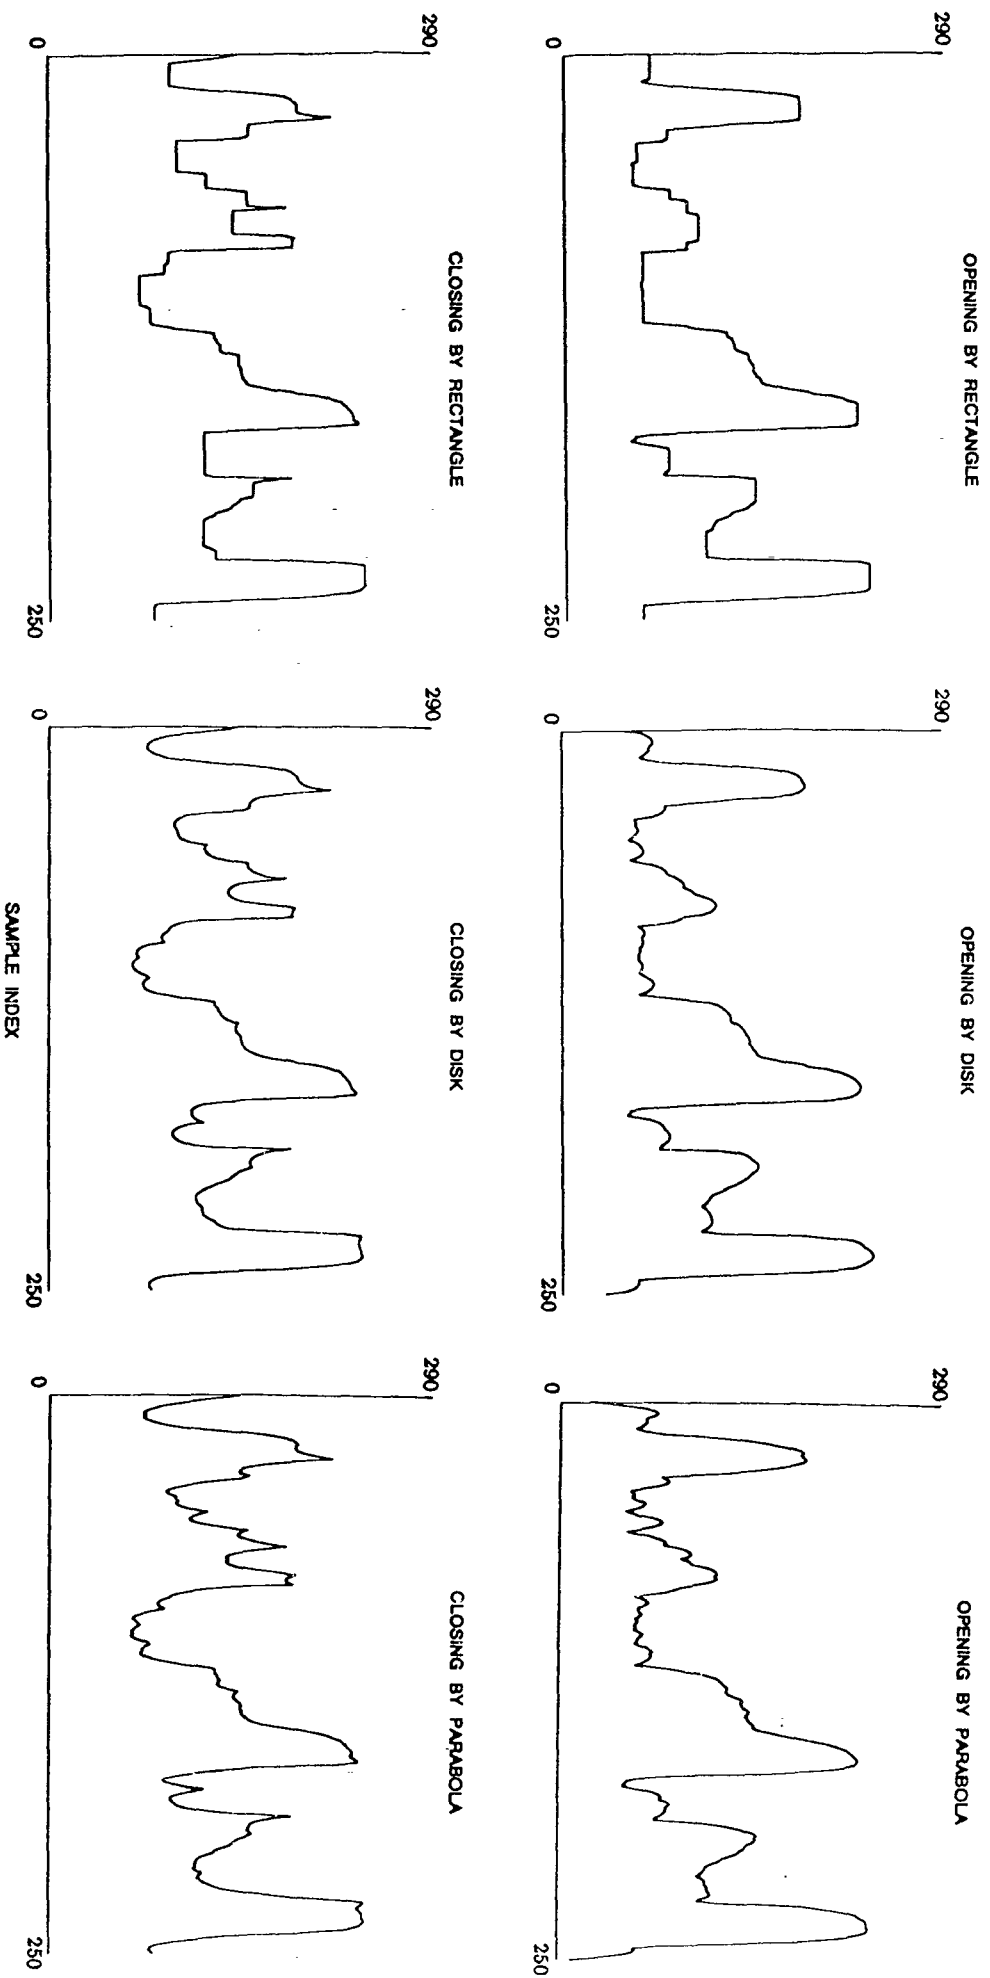 290
OPENING BY RECTANGLE
0
250
290
OPENING BY DISK
0
250
290
OPENING BY PARABOLA
0
250
290
CLOSING BY RECTANGLE
0
250
290
CLOSING BY DISK
0
250
SAMPLE INDEX
290
CLOSING BY PARABOLA
0
250